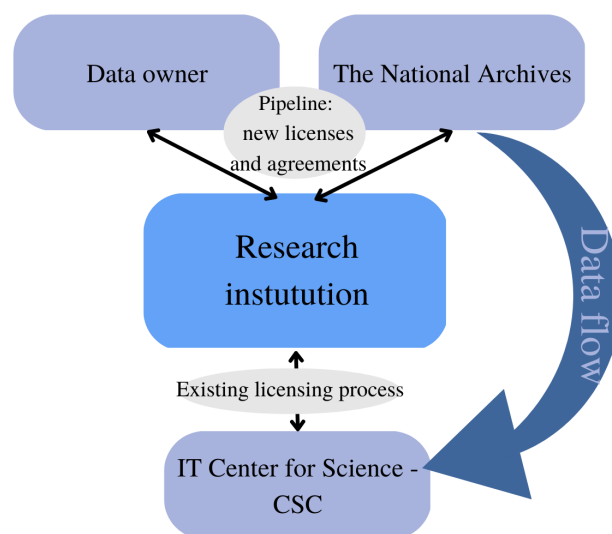 Data owner
The National Archives
Pipeline:
new licenses
and agreements
Research
instutution
Data flow
Existing licensing process
IT Center for Science -
CSC